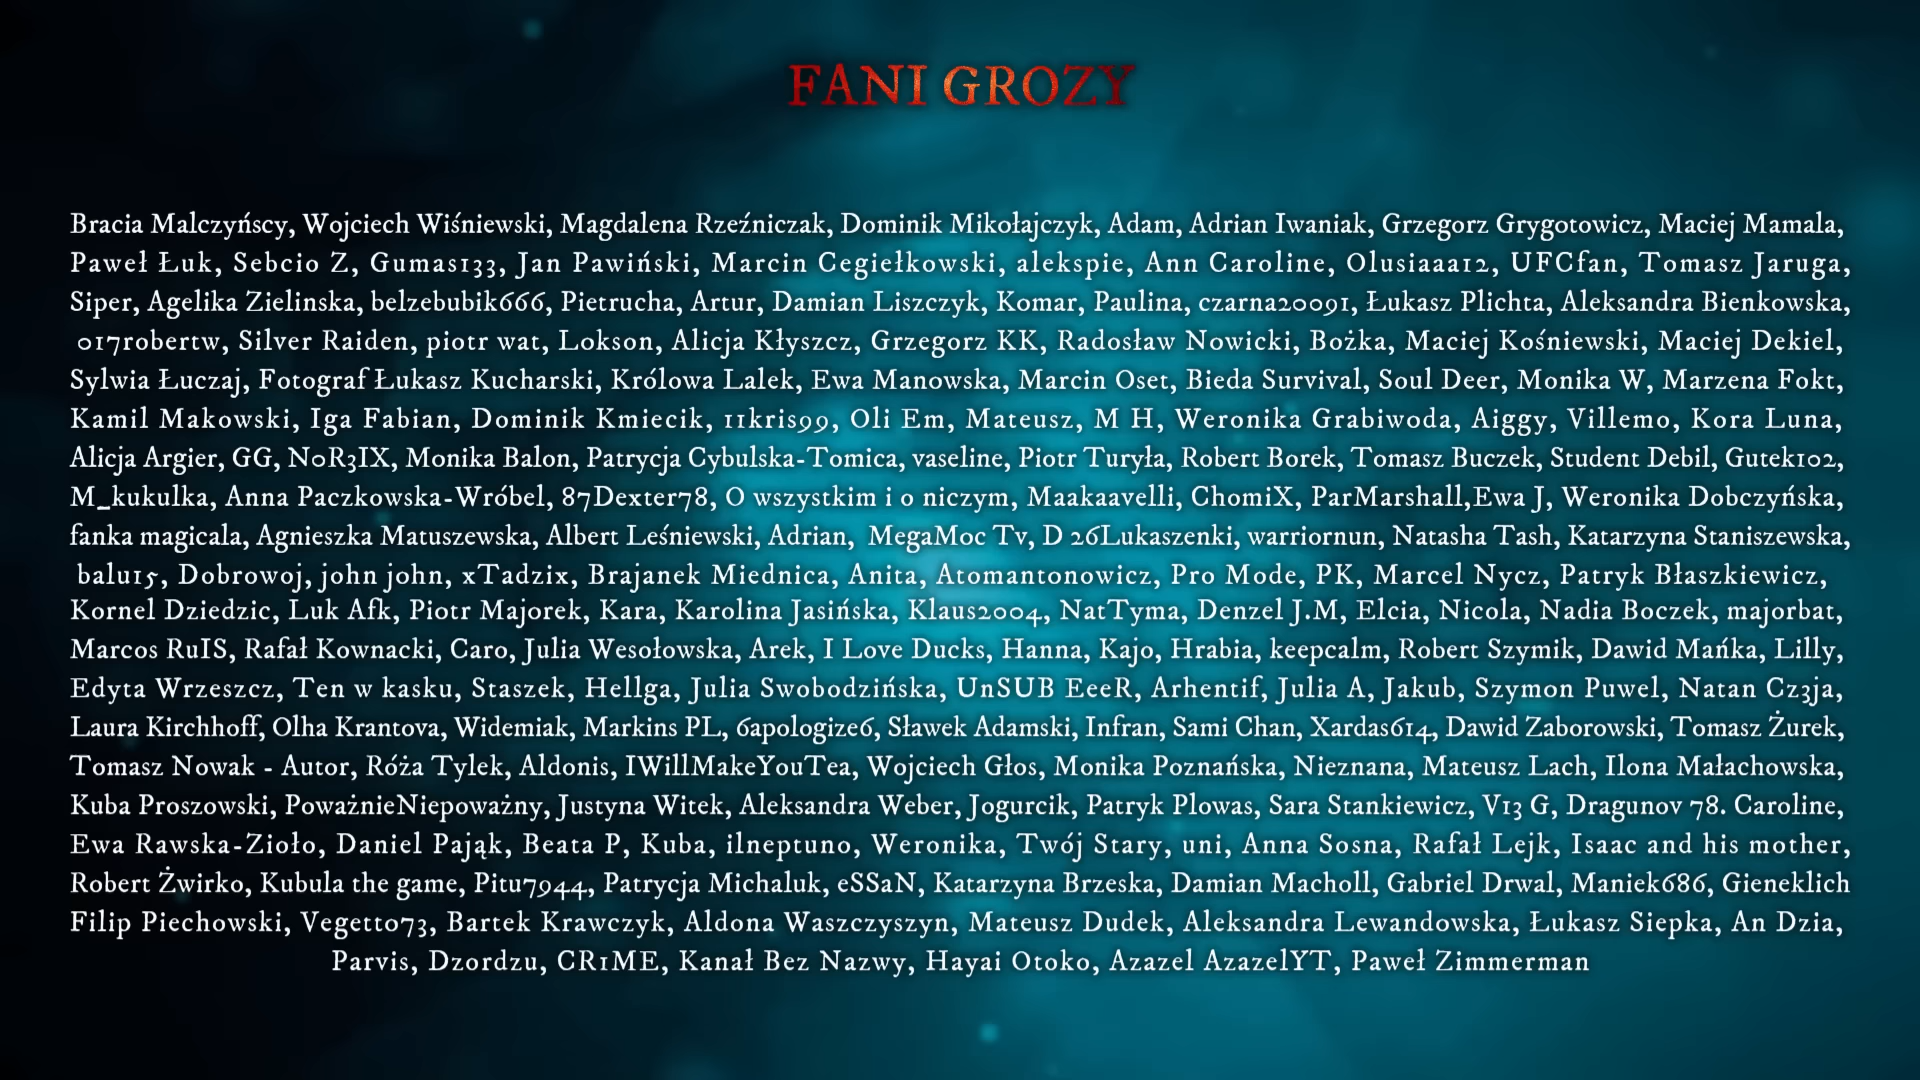 FANI GROZY
Bracia Malczyńscy, Wojciech Wiśniewski, Magdalena Rzeźniczak, Dominik Mikołajczyk, Adam, Adrian Iwaniak, Grzegorz Grygotowicz, Maciej Mamala,
Paweł Łuk, Sebcio Z, Gumas133, Jan Pawiński, Marcin Cegiełkowski, alekspie, Ann Caroline, Olusiaaa12, UFCfan, Tomasz Jaruga,
Siper, Agelika Zielinska, belzebubik666, Pietrucha, Artur, Damian Liszczyk, Komar, Paulina, czarna20091, Łukasz Plichta, Aleksandra Bienkowska,
017robertw, Silver Raiden, piotr wat, Lokson, Alicja Kłyszcz, Grzegorz KK, Radosław Nowicki, Bożka, Maciej Kośniewski, Maciej Dekiel,
Sylwia Łuczaj, Fotograf Łukasz Kucharski, Królowa Lalek, Ewa Manowska, Marcin Oset, Bieda Survival, Soul Deer, Monika W, Marzena Fokt,
Kamil Makowski, Iga Fabian, Dominik Kmiecik, 11kris99, Oli Em, Mateusz, M H, Weronika Grabiwoda, Aiggy, Villemo, Kora Luna,
Alicja Argier, GG, NoR3IX, Monika Balon, Patrycja Cybulska-Tomica, vaseline, Piotr Turyła, Robert Borek, Tomasz Buczek, Student Debil, Gutek102,
M_kukulka, Anna Paczkowska-Wróbel, 87Dexter78, O wszystkim i o niczym, Maakaavelli, ChomiX, ParMarshall,Ewa J, Weronika Dobczyńska,
fanka magicala, Agnieszka Matuszewska, Albert Leśniewski, Adrian, MegaMoc Tv, D 26Lukaszenki, warriornun, Natasha Tash, Katarzyna Staniszewska,
balu15, Dobrowoj, john john, xTadzix, Brajanek Miednica, Anita, Atomantonowicz, Pro Mode, PK, Marcel Nycz, Patryk Błaszkiewicz,
Kornel Dziedzic, Luk Afk, Piotr Majorek, Kara, Karolina Jasińska, Klaus2004, NatTyma, Denzel J.M, Elcia, Nicola, Nadia Boczek, majorbat,
Marcos RuIS, Rafał Kownacki, Caro, Julia Wesołowska, Arek, I Love Ducks, Hanna, Kajo, Hrabia, keepcalm, Robert Szymik, Dawid Mańka, Lilly,
Edyta Wrzeszcz, Ten w kasku, Staszek, Hellga, Julia Swobodzińska, UnSUB EeeR, Arhentif, Julia A, Jakub, Szymon Puwel, Natan Cz3ja,
Laura Kirchhoff, Olha Krantova, Widemiak, Markins PL, 6apologize6, Sławek Adamski, Infran, Sami Chan, Xardas614, Dawid Zaborowski, Tomasz Żurek,
Tomasz Nowak - Autor, Róża Tylek, Aldonis, IWillMakeYouTea, Wojciech Głos, Monika Poznańska, Nieznana, Mateusz Lach, Ilona Małachowska,
Kuba Proszowski, PoważnieNiepoważny, Justyna Witek, Aleksandra Weber, Jogurcik, Patryk Plowas, Sara Stankiewicz, V13 G, Dragunov 78. Caroline,
Ewa Rawska-Zioło, Daniel Pająk, Beata P, Kuba, ilneptuno, Weronika, Twój Stary, uni, Anna Sosna, Rafał Lejk, Isaac and his mother,
Robert Żwirko, Kubula the game, Pitu7944, Patrycja Michaluk, eSSaN, Katarzyna Brzeska, Damian Macholl, Gabriel Drwal, Maniek686, Gieneklich
Filip Piechowski, Vegetto73, Bartek Krawczyk, Aldona Waszczyszyn, Mateusz Dudek, Aleksandra Lewandowska, Łukasz Siepka, An Dzia,
Parvis, Dzordzu, CR1ME, Kanał Bez Nazwy, Hayai Otoko, Azazel AzazelYT, Paweł Zimmerman